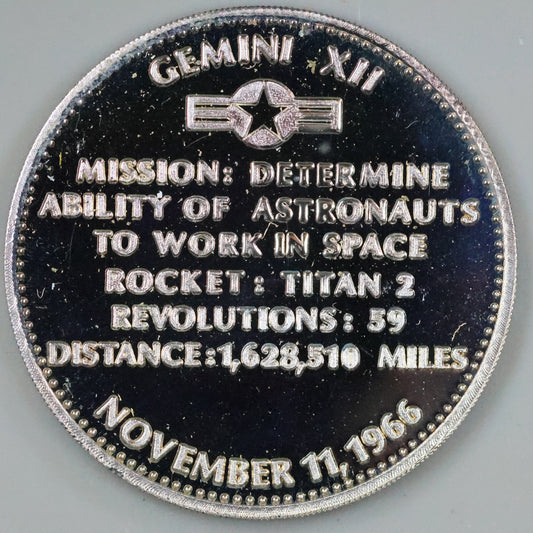 GEMINI XII
MISSION: DETERMINE
ABILITY OF ASTRONAUTS
TO WORK IN SPACE
ROCKET: TITAN 2
REVOLUTIONS: 59
DISTANCE: 1,628,510 MILES
NOVEMBER 11, 1966